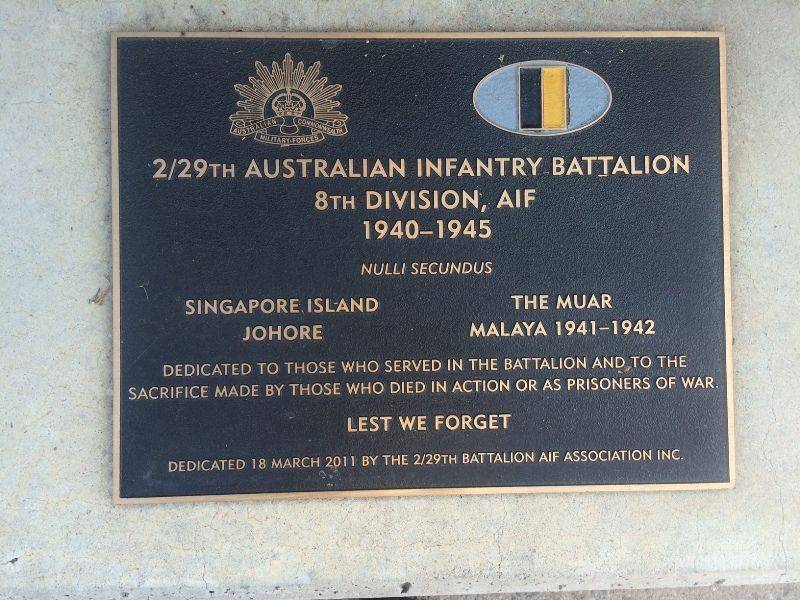 AUSTRALIAN COMMONWEALTH
MILITARY FORCES
2/29TH AUSTRALIAN INFANTRY BATTALION
8TH DIVISION, AIF
1940–1945
NULLI SECUNDUS
SINGAPORE ISLAND
JOHORE
THE MUAR
MALAYA 1941–1942
DEDICATED TO THOSE WHO SERVED IN THE BATTALION AND TO THE
SACRIFICE MADE BY THOSE WHO DIED IN ACTION OR AS PRISONERS OF WAR.
LEST WE FORGET
DEDICATED 18 MARCH 2011 BY THE 2/29TH BATTALION AIF ASSOCIATION INC.